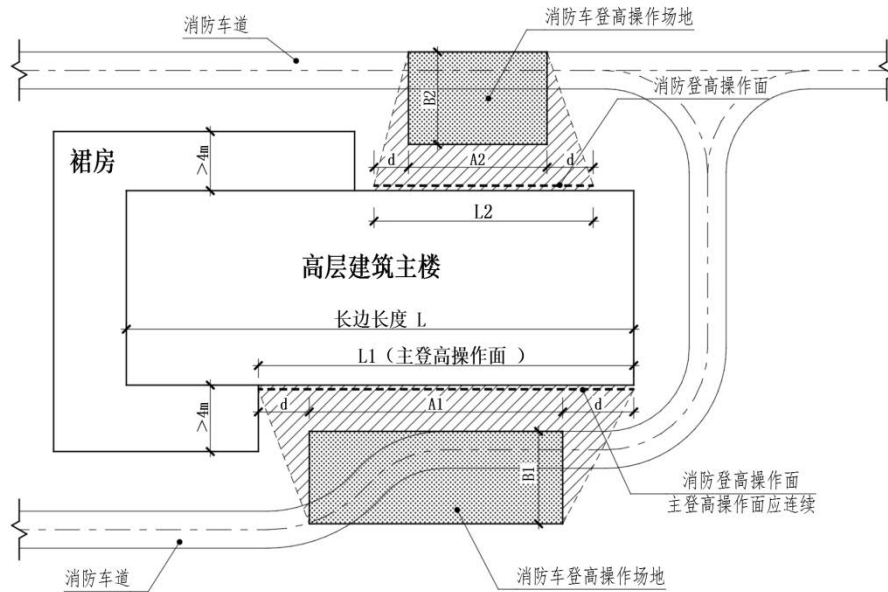 消防车登高操作场地
消防车道
消防登高操作面
B2
裙房
>4m
d
A2
d
L2
高层建筑主楼
长边长度 L
L1（主登高操作面 ）
d
A1
d
>4m
B1
消防登高操作面
主登高操作面应连续
消防车道
消防车登高操作场地